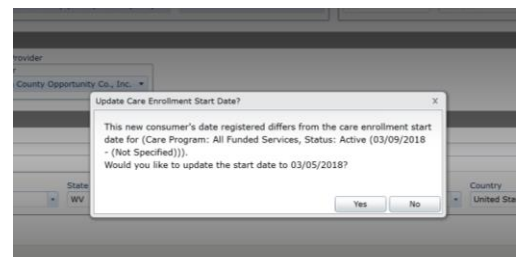 Provider
County Opportunity Co., Inc.
Update Care Enrollment Start Date?
X
This new consumer's date registered differs from the care enrollment start
date for (Care Program: All Funded Services, Status: Active (03/09/2018
- (Not Specified))).
Would you like to update the start date to 03/05/2018?
Yes
No
State
WV
Country
United Sta